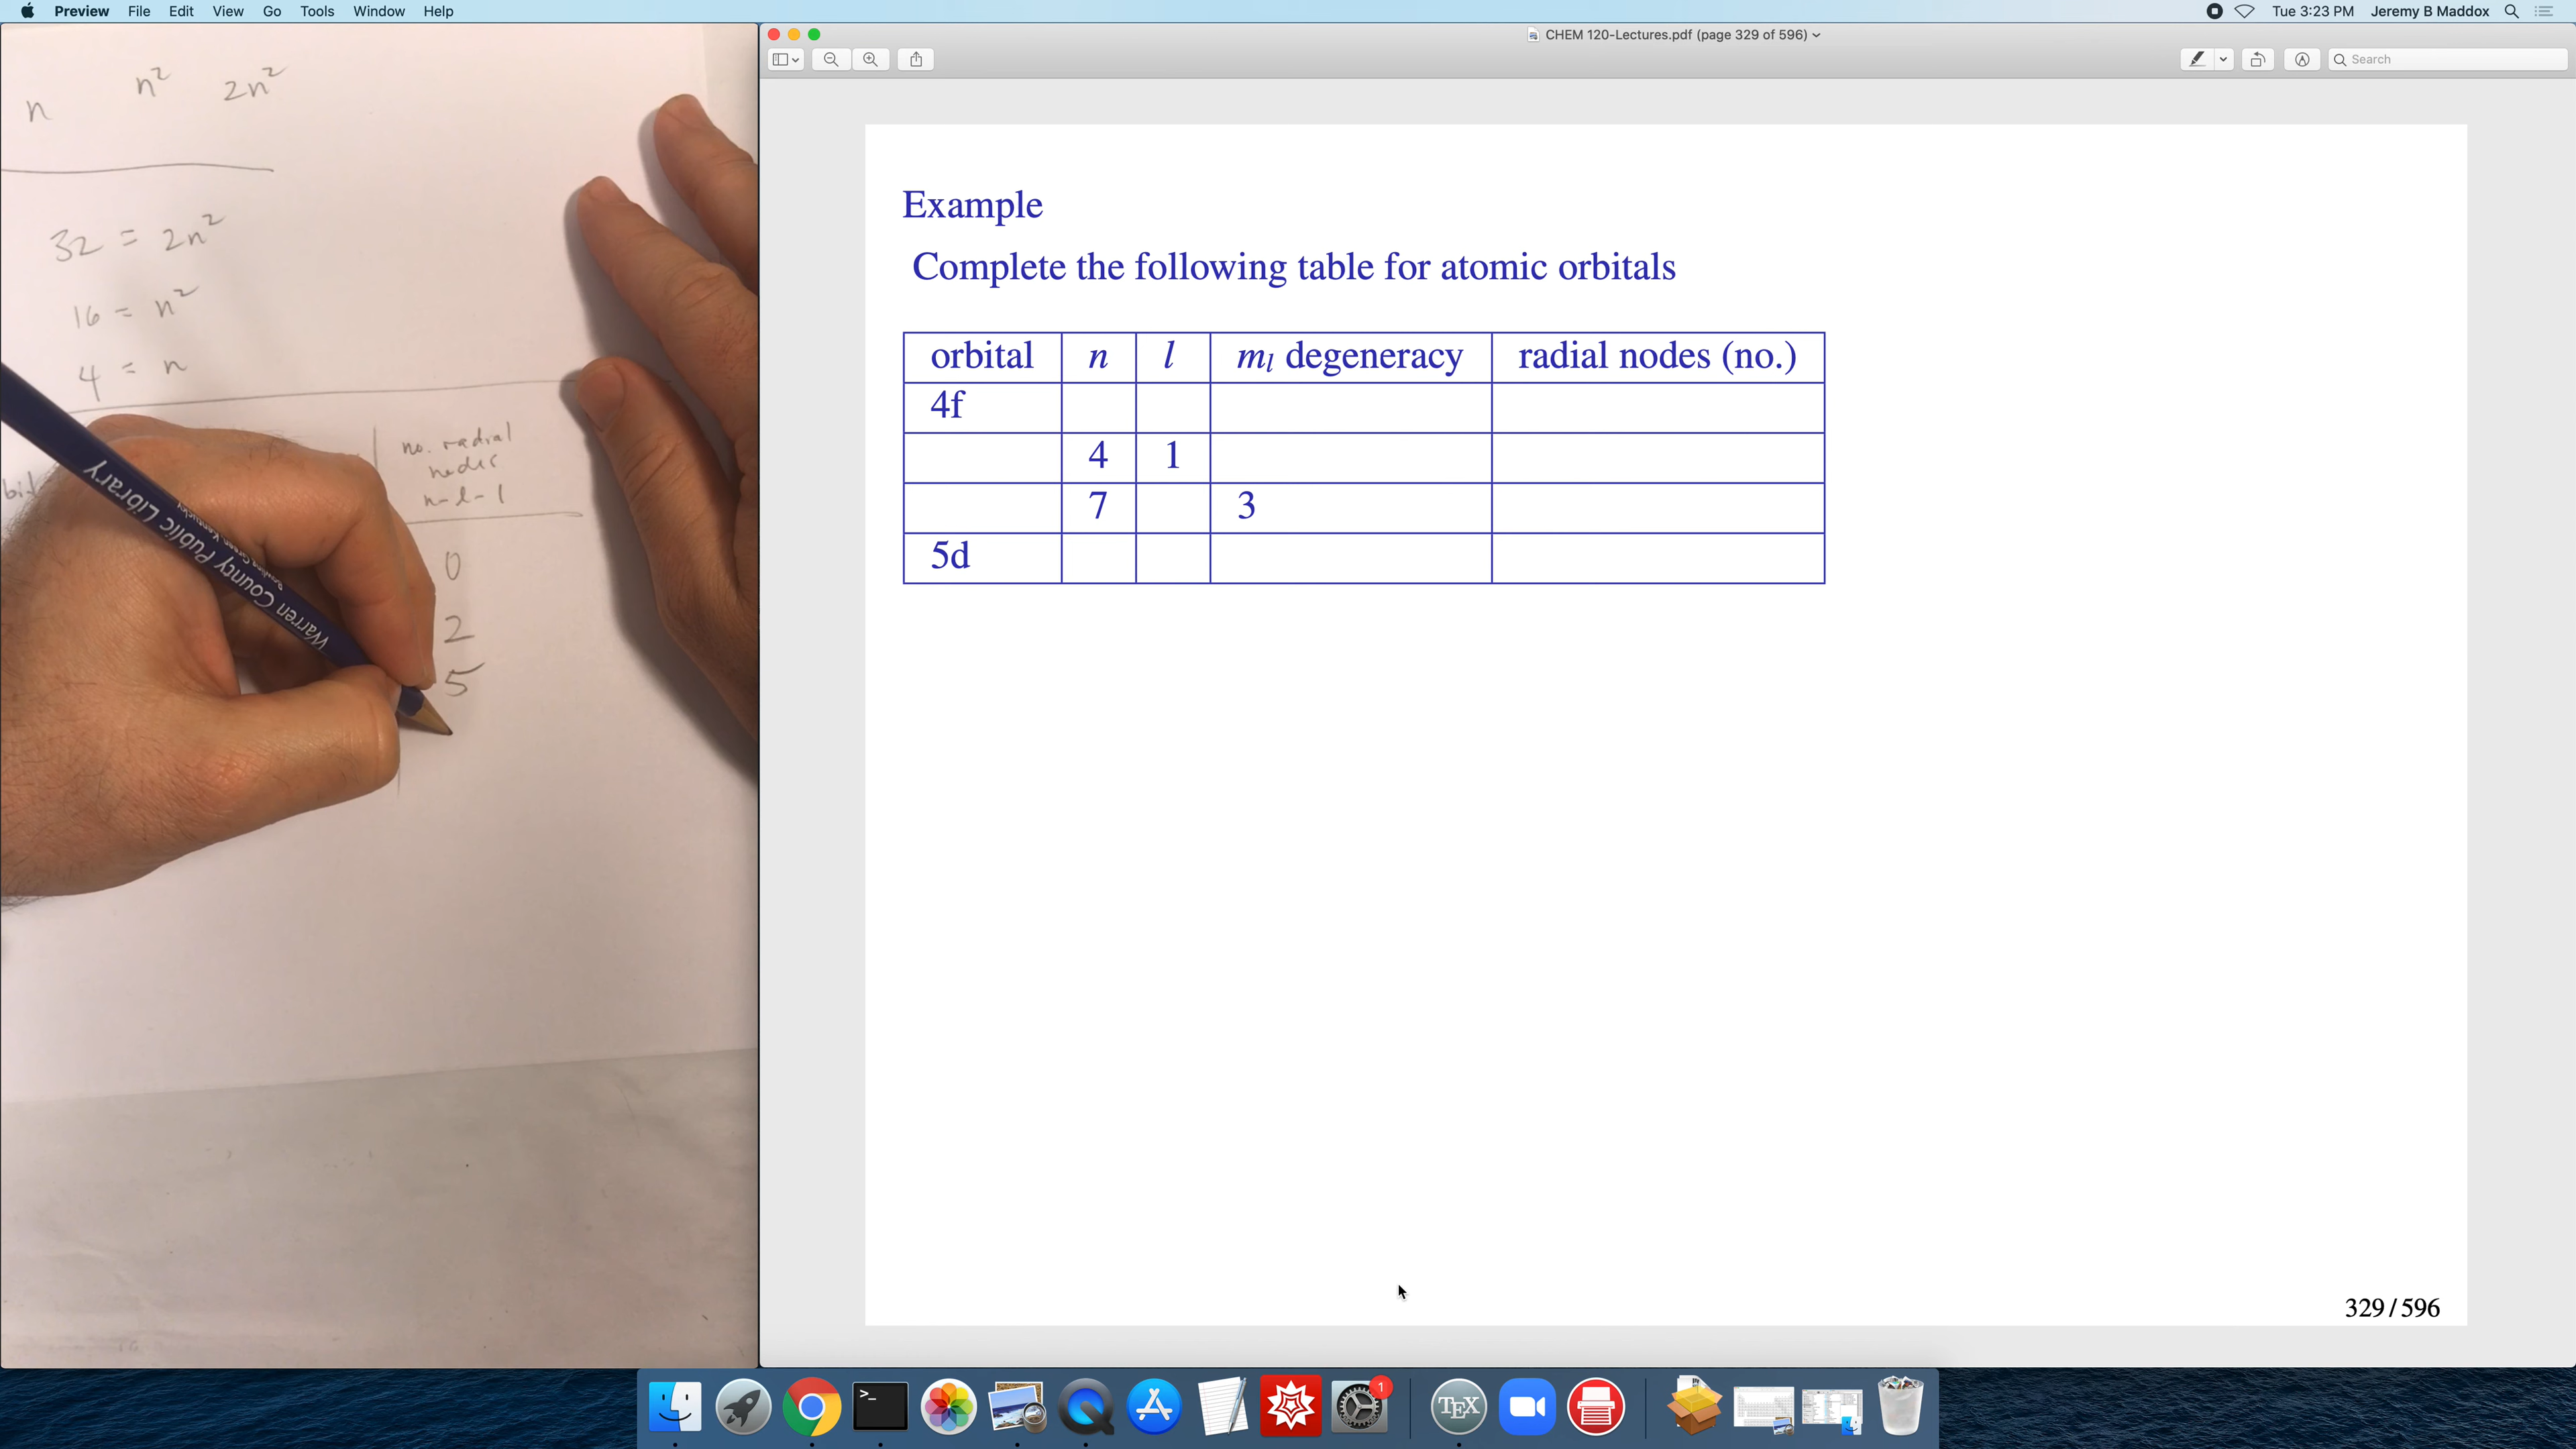 Preview File Edit View Go Tools Window Help
Tue 3:23 PM Jeremy B Maddox
CHEM 120-Lectures.pdf (page 329 of 596)
Search
n n² 2n²
32 = 2n²
16 = n²
4 = n
no. radial
nodes
n-l-1
0
2
5
Warren County Public Library
Example
Complete the following table for atomic orbitals
orbital n l mₗ degeneracy radial nodes (no.)
4f
4 1
7 3
5d
329/596
>_
1
TEX